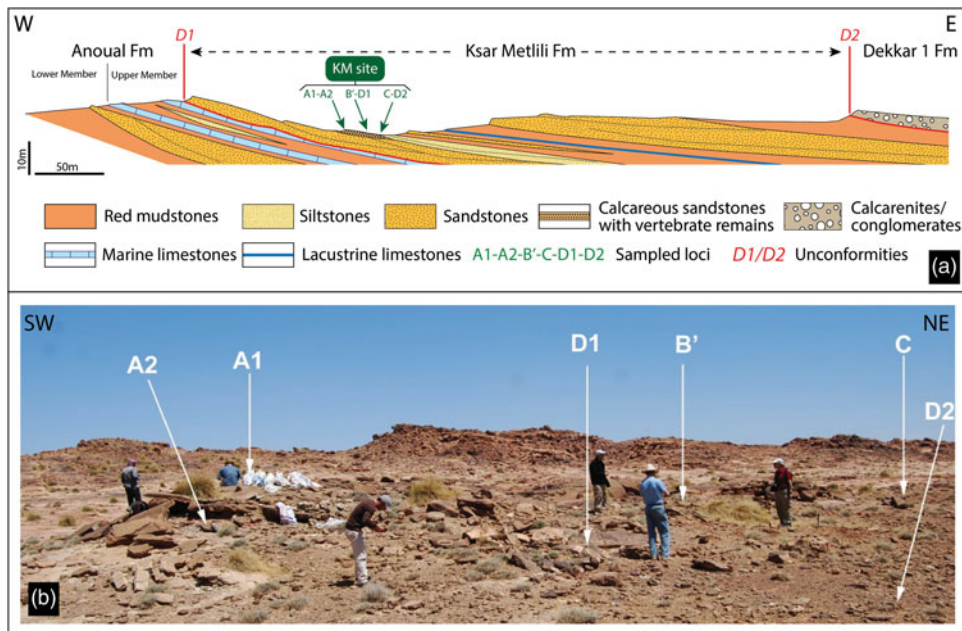 W
E
Anoual Fm
D1
Ksar Metlili Fm
D2
Dekkar 1 Fm
Lower Member
Upper Member
KM site
A1-A2
B'-D1
C-D2
10m
50m
Red mudstones
Siltstones
Sandstones
Calcareous sandstones
with vertebrate remains
Calcarenites/
conglomerates
Marine limestones
Lacustrine limestones
A1-A2-B'-C-D1-D2 Sampled loci
D1/D2 Unconformities
(a)
SW
NE
A2
A1
D1
B'
C
D2
(b)